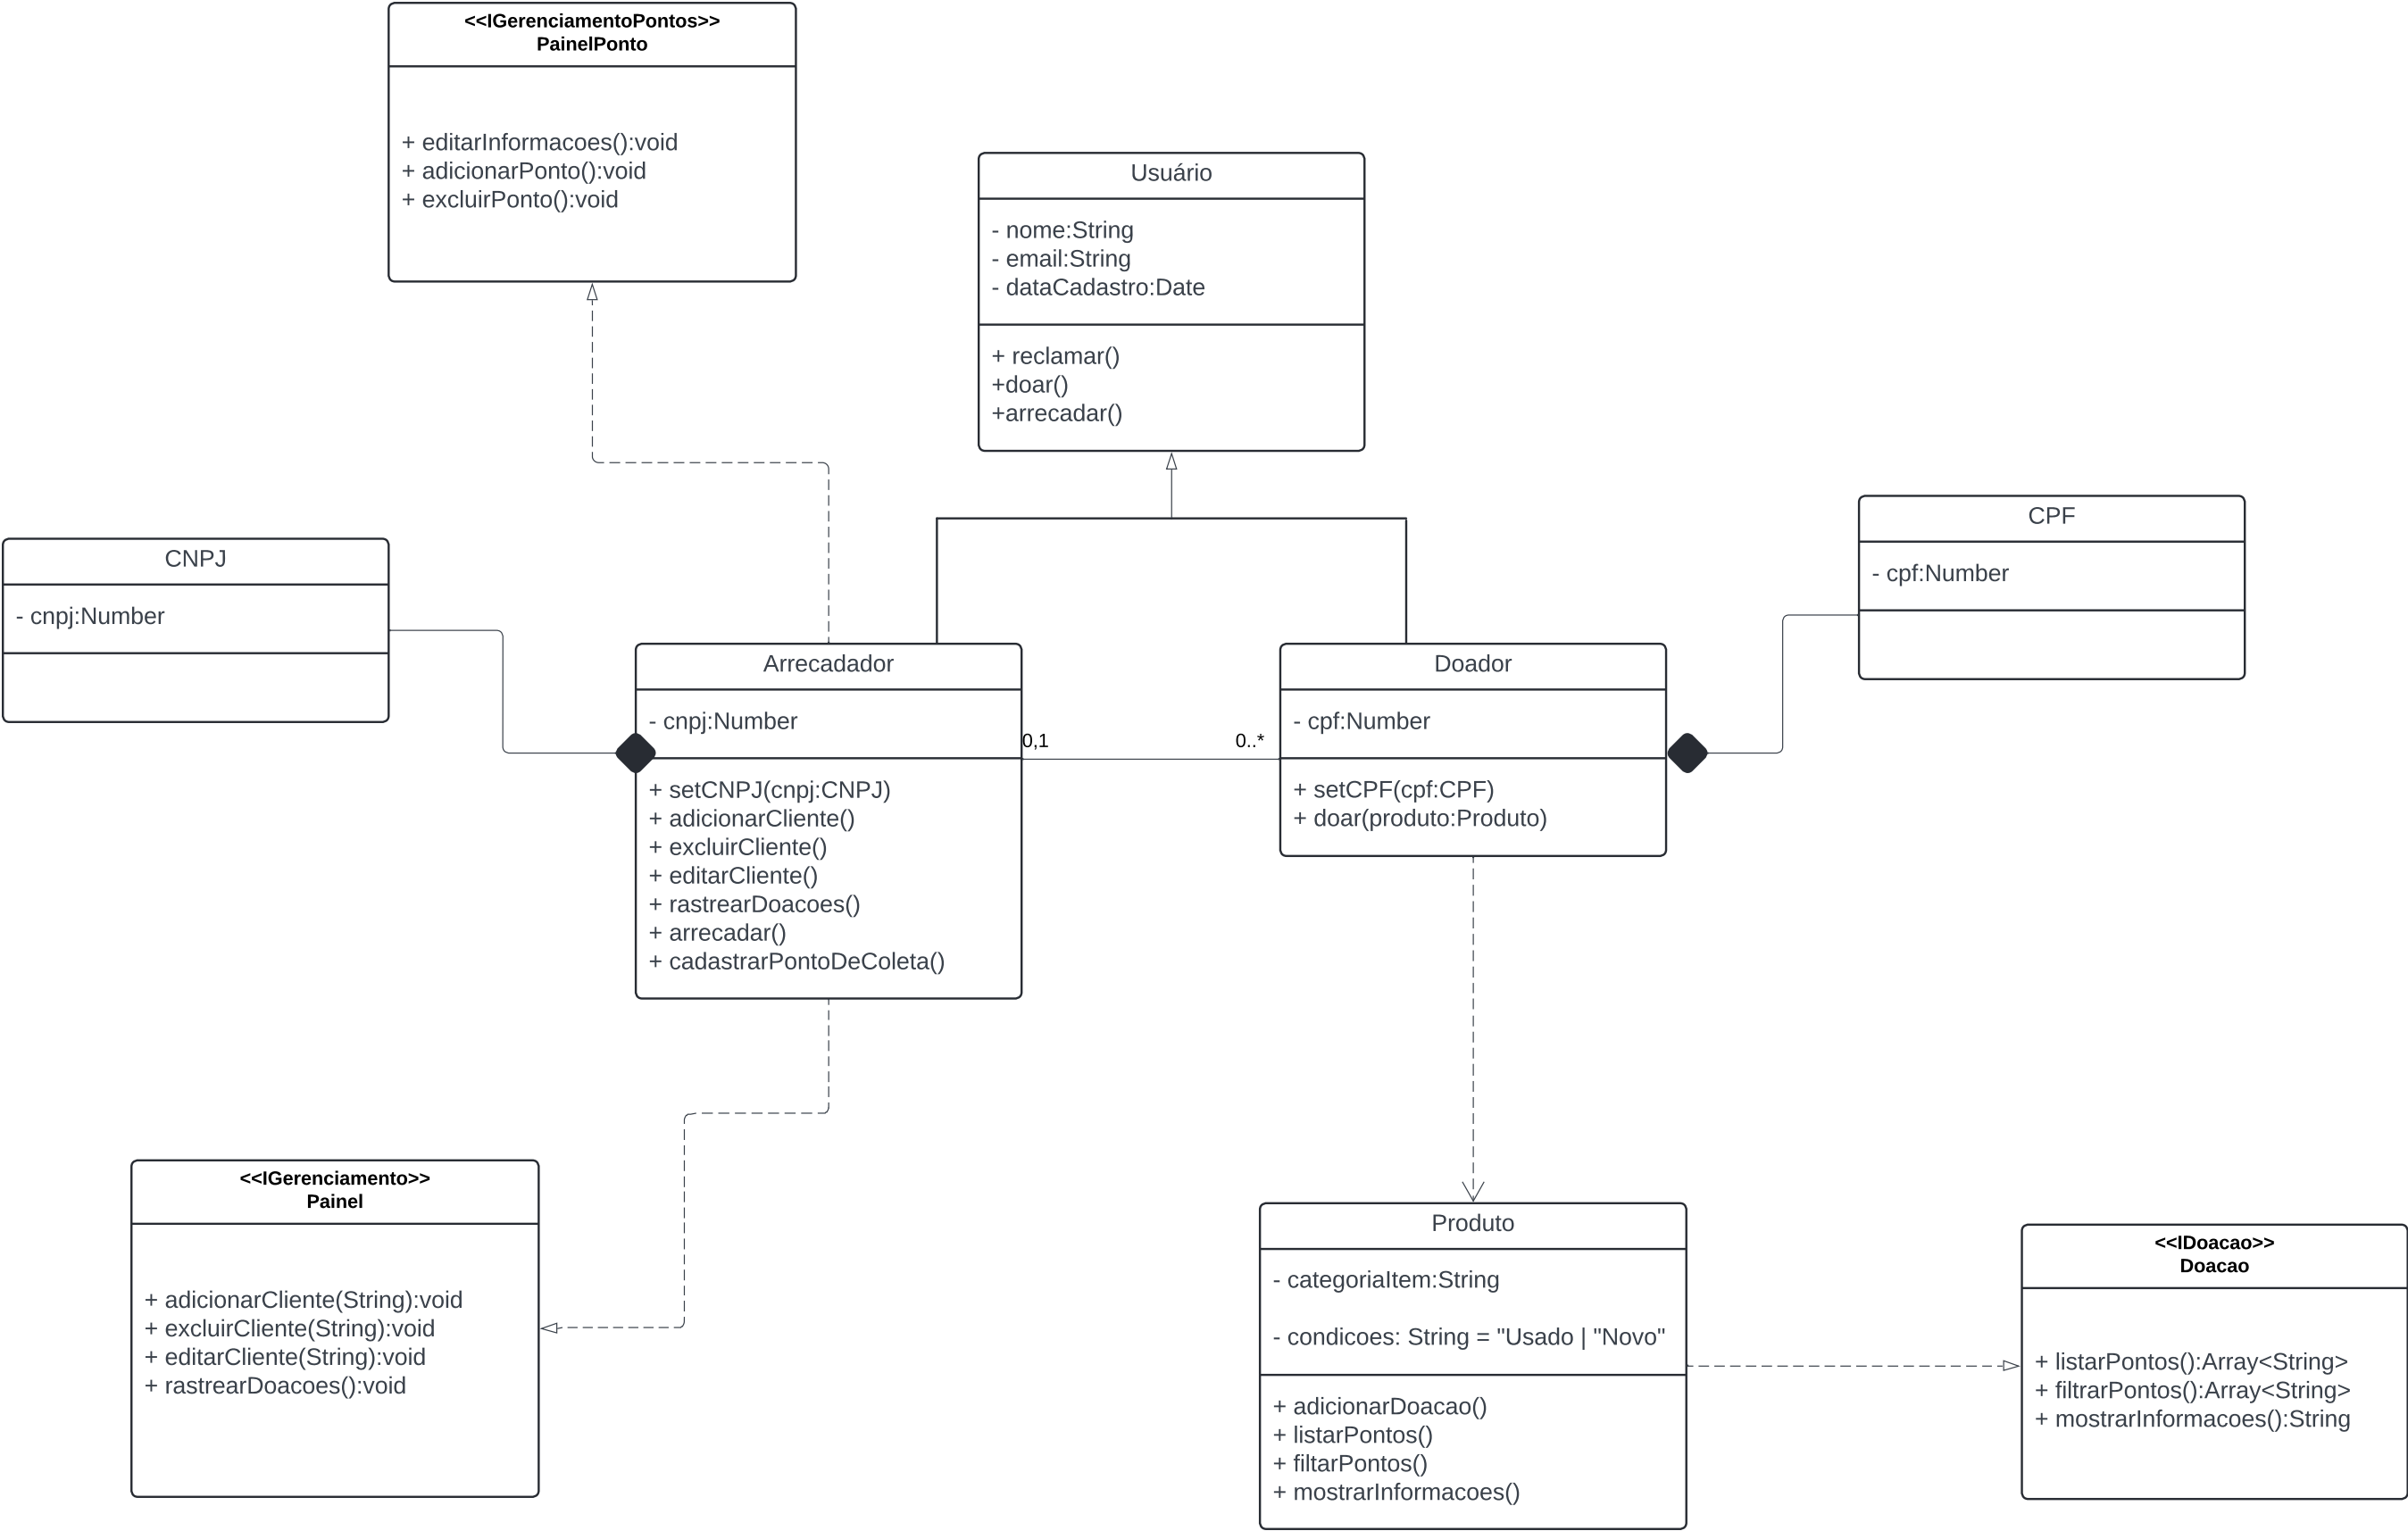 <<IGerenciamentoPontos>>
PainelPonto
+ editarInformacoes():void
+ adicionarPonto():void
+ excluirPonto():void
Usuário
- nome:String
- email:String
- dataCadastro:Date
+ reclamar()
+doar()
+arrecadar()
CNPJ
- cnpj:Number
CPF
- cpf:Number
Arrecadador
- cnpj:Number
+ setCNPJ(cnpj:CNPJ)
+ adicionarCliente()
+ excluirCliente()
+ editarCliente()
+ rastrearDoacoes()
+ arrecadar()
+ cadastrarPontoDeColeta()
0,1
0..*
Doador
- cpf:Number
+ setCPF(cpf:CPF)
+ doar(produto:Produto)
<<IGerenciamento>>
Painel
+ adicionarCliente(String):void
+ excluirCliente(String):void
+ editarCliente(String):void
+ rastrearDoacoes():void
Produto
- categoriaItem:String
- condicoes: String = "Usado | "Novo"
+ adicionarDoacao()
+ listarPontos()
+ filtarPontos()
+ mostrarInformacoes()
<<IDoacao>>
Doacao
+ listarPontos():Array<String>
+ filtrarPontos():Array<String>
+ mostrarInformacoes():String